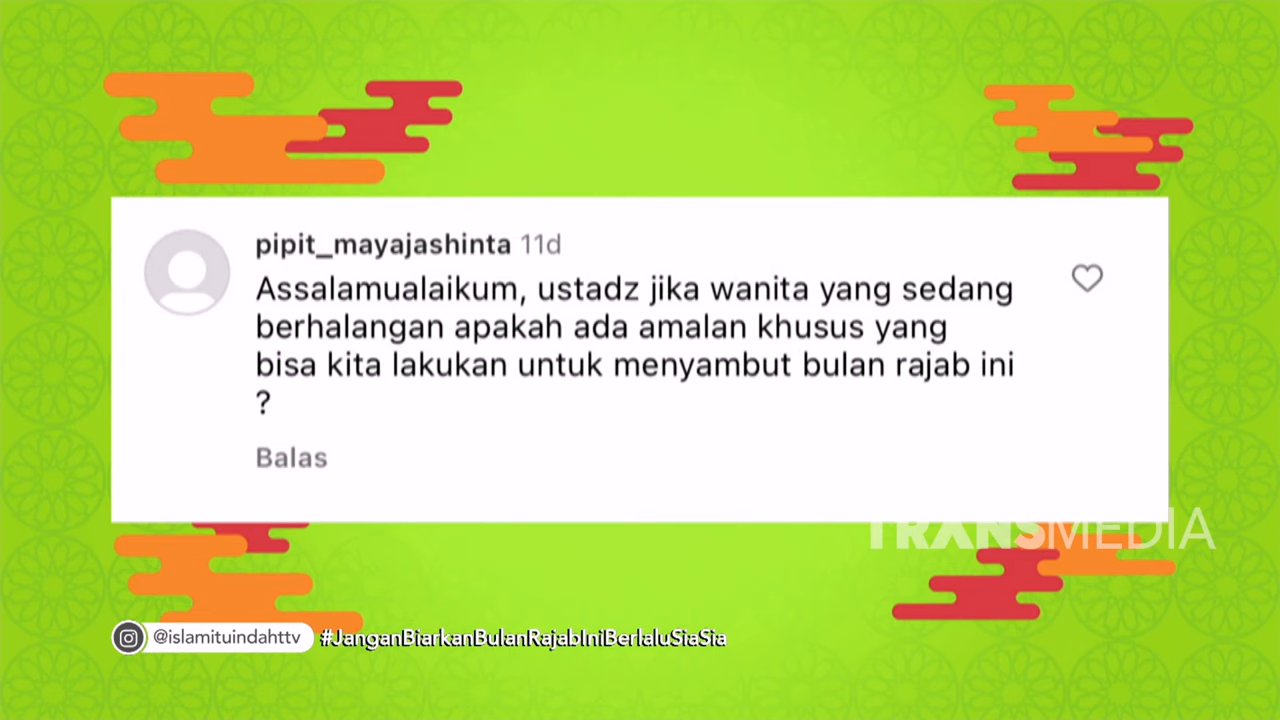 pipit_mayajashinta 11d
Assalamualaikum, ustadz jika wanita yang sedang
berhalangan apakah ada amalan khusus yang
bisa kita lakukan untuk menyambut bulan rajab ini
?
Balas
TRANSMEDIA
@islamituindahttv #JanganBiarkanBulanRajabIniBerlaluSiaSia